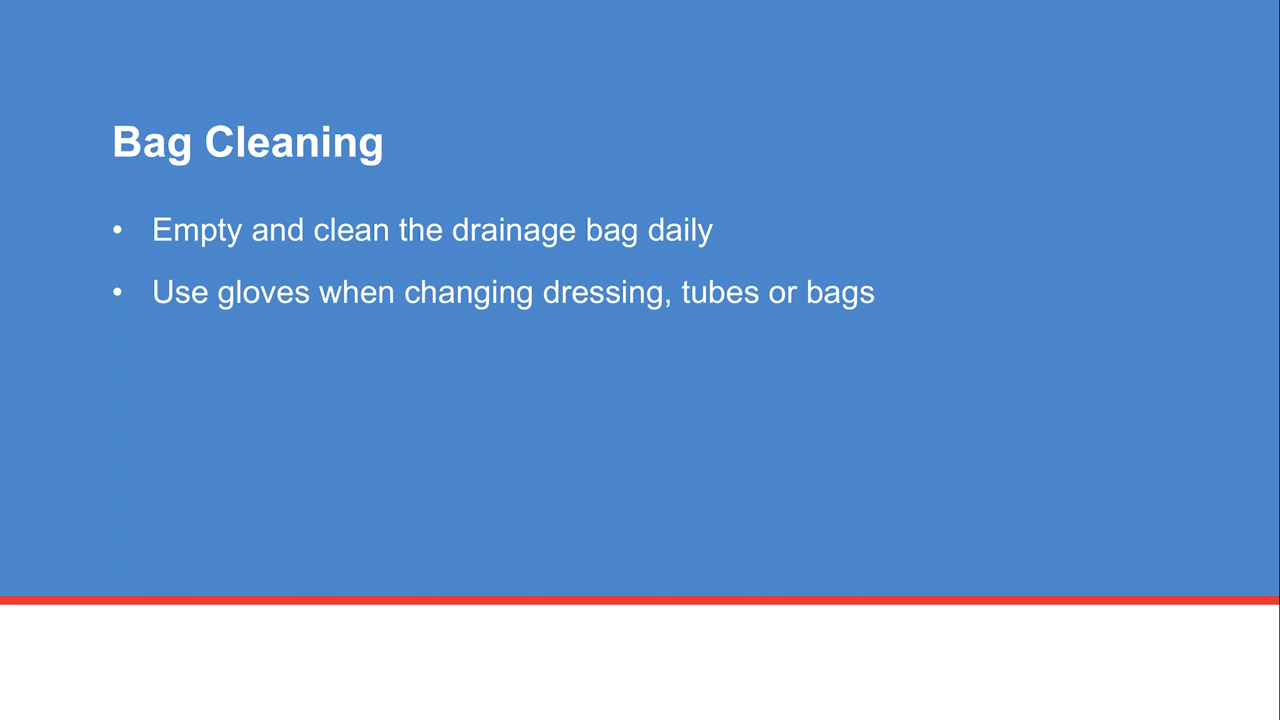 Bag Cleaning
• Empty and clean the drainage bag daily
• Use gloves when changing dressing, tubes or bags